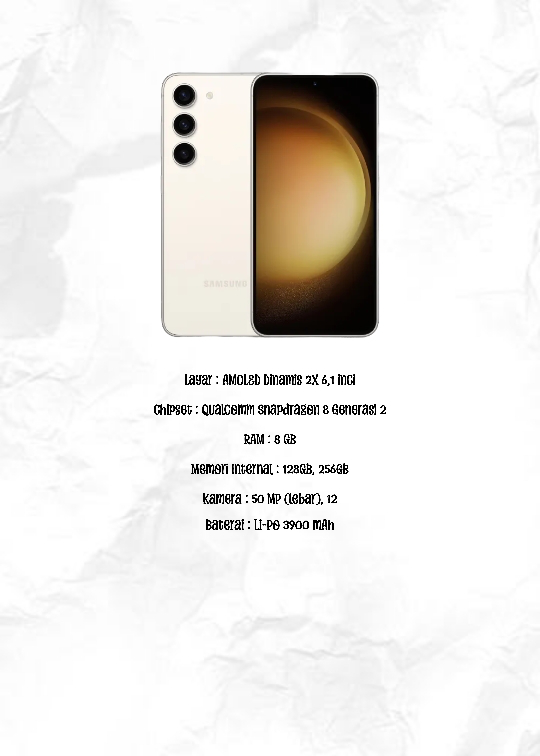 SAMSUNG
Layar : AMOLED Dinamis 2X 6,1 inci
Chipset : Qualcomm Snapdragon 8 Generasi 2
RAM : 8 GB
Memori Internal : 128GB, 256GB
Kamera : 50 MP (lebar), 12
Baterai : Li-Po 3900 mAh